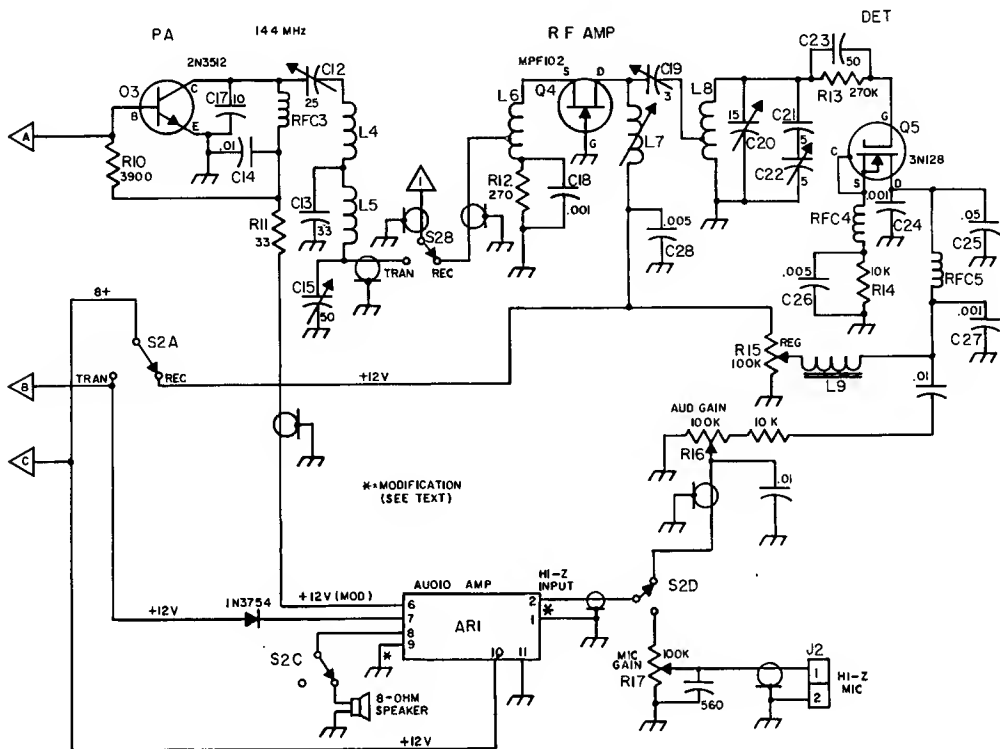 PA
144 MHz
RF AMP
DET
2N3512
O3
C
B
E
C17
10
RFC3
C12
25
L4
A
R10
3900
.01
C14
R11
33
C13
33
L5
C15
50
1
S2B
TRAN
REC
MPF102
Q4
S
D
G
L6
R12
270
C18
.001
C19
3
L7
.005
C28
L8
15
C20
C21
5
C22
5
C23
50
R13
270K
G
Q5
3N128
C
S
D
.001
C24
RFC4
.005
C26
10K
R14
.05
C25
RFC5
.001
C27
8+
S2A
B
TRAN
REC
+12V
C
R15
100K
REG
L9
.01
AUD GAIN
100K
10K
R16
.01
*=MODIFICATION
(SEE TEXT)
AUDIO AMP
HI-Z
INPUT
S2D
+12V
1N3754
+12V (MOD)
6
7
8
9
AR1
10
11
2
1
*
*
S2C
8-OHM
SPEAKER
+12V
MIC
GAIN
R17
100K
560
J2
1
2
HI-Z
MIC